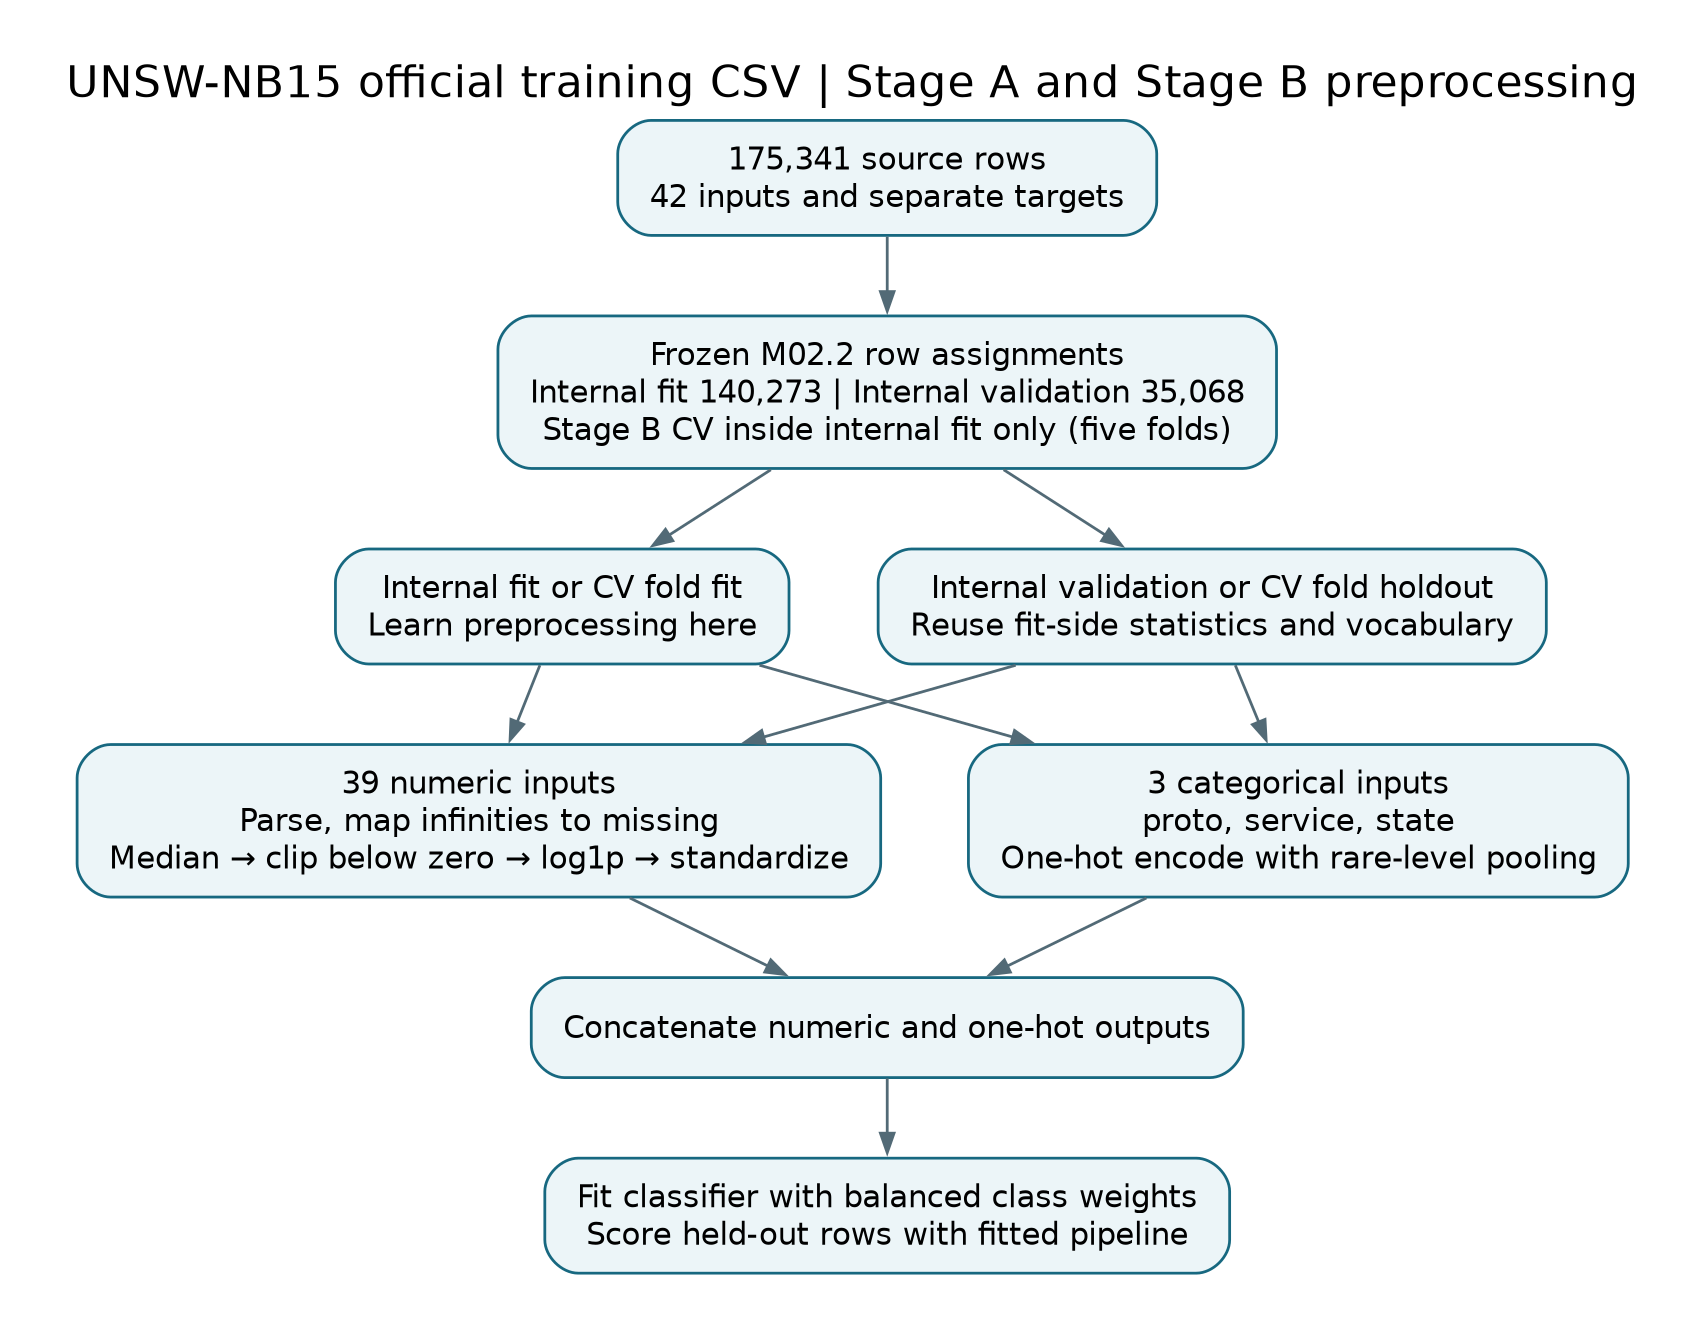 UNSW-NB15 official training CSV | Stage A and Stage B preprocessing
175,341 source rows
42 inputs and separate targets
Frozen M02.2 row assignments
Internal fit 140,273 | Internal validation 35,068
Stage B CV inside internal fit only (five folds)
Internal fit or CV fold fit
Learn preprocessing here
Internal validation or CV fold holdout
Reuse fit-side statistics and vocabulary
39 numeric inputs
Parse, map infinities to missing
Median → clip below zero → log1p → standardize
3 categorical inputs
proto, service, state
One-hot encode with rare-level pooling
Concatenate numeric and one-hot outputs
Fit classifier with balanced class weights
Score held-out rows with fitted pipeline